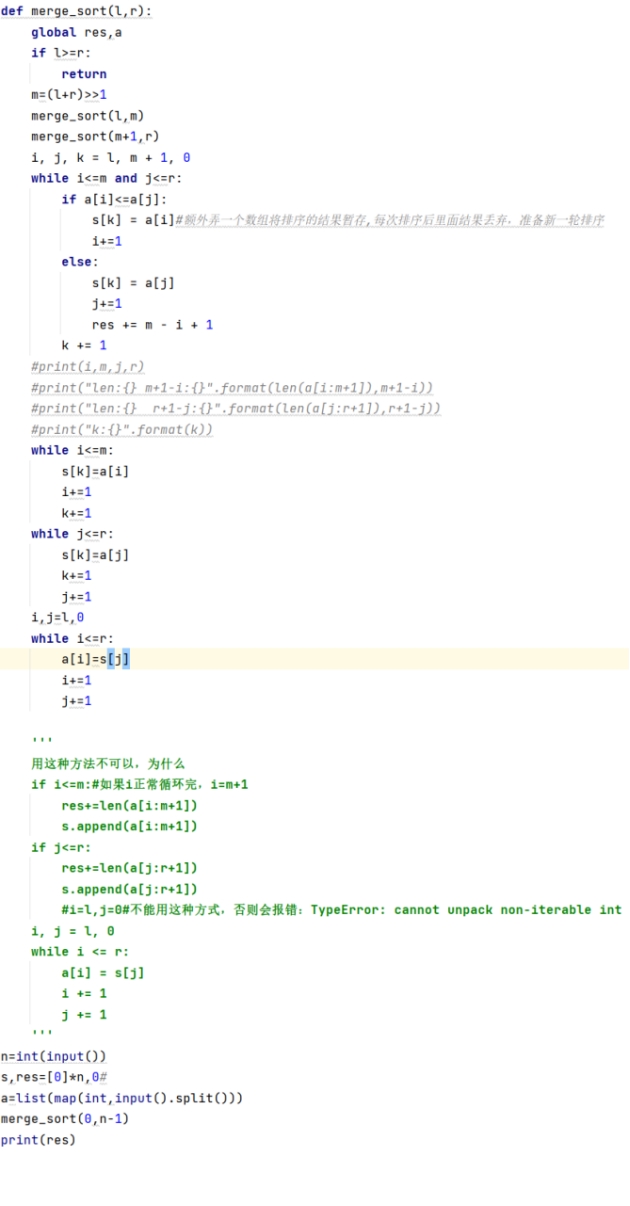 def merge_sort(l,r):
    global res,a
    if l>=r:
        return
    m=(l+r)>>1
    merge_sort(l,m)
    merge_sort(m+1,r)
    i, j, k = l, m + 1, 0
    while i<=m and j<=r:
        if a[i]<=a[j]:
            s[k] = a[i]#额外弄一个数组将排序的结果暂存,每次排序后里面结果丢弃，准备新一轮排序
            i+=1
        else:
            s[k] = a[j]
            j+=1
            res += m - i + 1
        k += 1
    #print(i,m,j,r)
    #print("len:{} m+1-i:{}".format(len(a[i:m+1]),m+1-i))
    #print("len:{}  r+1-j:{}".format(len(a[j:r+1]),r+1-j))
    #print("k:{}".format(k))
    while i<=m:
        s[k]=a[i]
        i+=1
        k+=1
    while j<=r:
        s[k]=a[j]
        k+=1
        j+=1
    i,j=l,0
    while i<=r:
        a[i]=s[j]
        i+=1
        j+=1
    '''
    用这种方法不可以，为什么
    if i<=m:#如果i正常循环完，i=m+1
        res+=len(a[i:m+1])
        s.append(a[i:m+1])
    if j<=r:
        res+=len(a[j:r+1])
        s.append(a[j:r+1])
        #i=l,j=0#不能用这种方式，否则会报错：TypeError: cannot unpack non-iterable int
    i, j = l, 0
    while i <= r:
        a[i] = s[j]
        i += 1
        j += 1
    '''
n=int(input())
s,res=[0]*n,0#
a=list(map(int,input().split()))
merge_sort(0,n-1)
print(res)